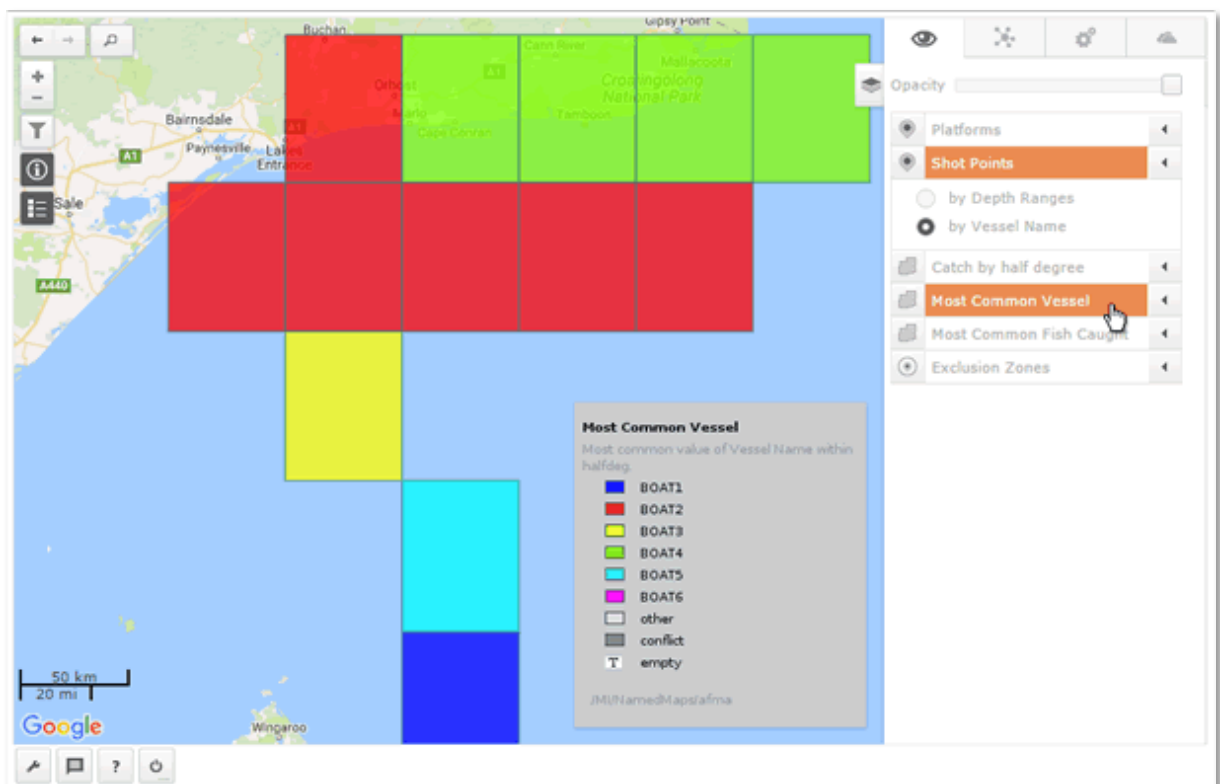 Buchan
Gipsy Point
Cann River
Mallacoota
A1
Orbost
Croajingolong
National Park
Marlo
Tamboon
Cape Conran
Bairnsdale
A1
A1
Paynesville
Lakes
Entrance
Sale
A440
Wingaroo
50 km
20 mi
Google
Opacity
Platforms
Shot Points
by Depth Ranges
by Vessel Name
Catch by half degree
Most Common Vessel
Most Common Fish Caught
Exclusion Zones
Most Common Vessel
Most common value of Vessel Name within
halfdeg.
BOAT1
BOAT2
BOAT3
BOAT4
BOAT5
BOAT6
other
conflict
T empty
/MI/NamedMaps/afma
?